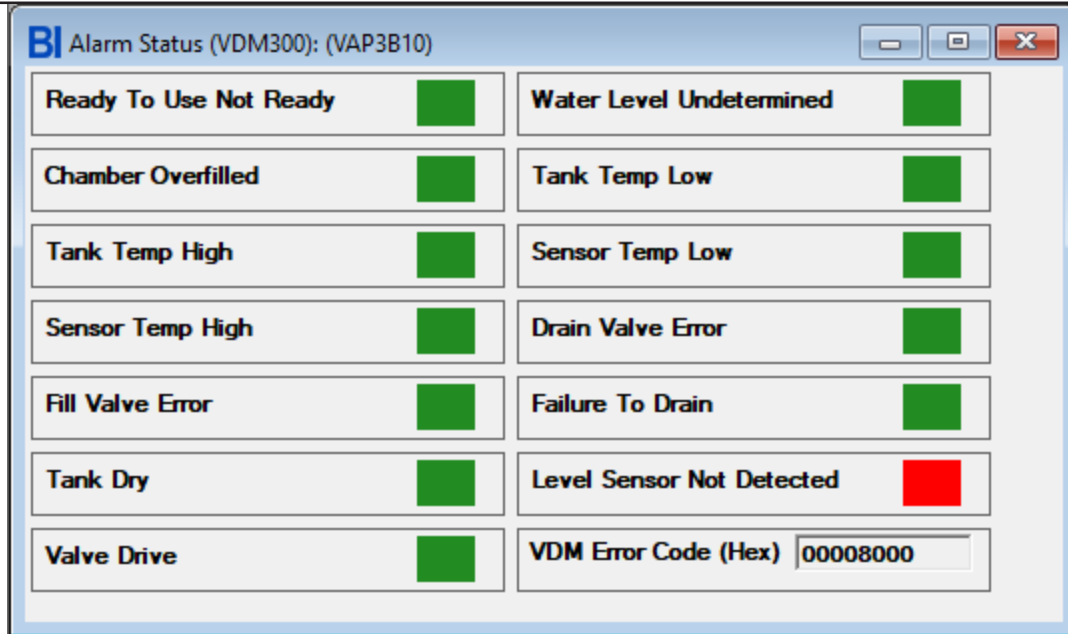 BI Alarm Status (VDM300): (VAP3B10)
Ready To Use Not Ready
Water Level Undetermined
Chamber Overfilled
Tank Temp Low
Tank Temp High
Sensor Temp Low
Sensor Temp High
Drain Valve Error
Fill Valve Error
Failure To Drain
Tank Dry
Level Sensor Not Detected
Valve Drive
VDM Error Code (Hex) 00008000